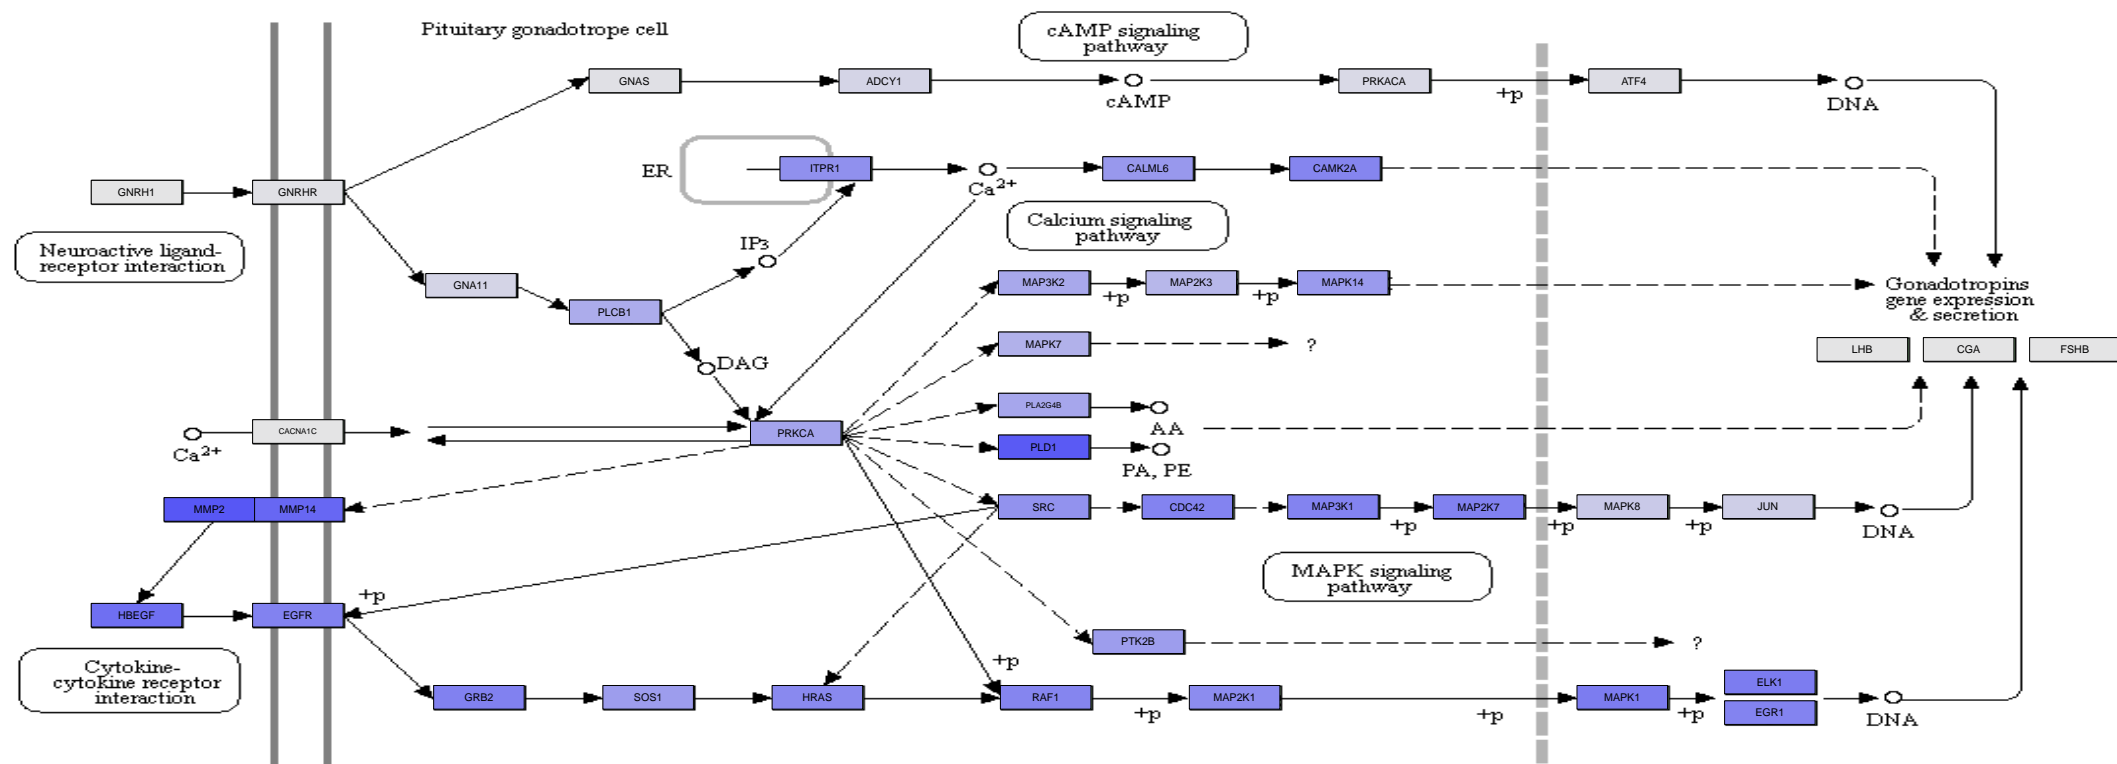 Pituitary gonadotrope cell
cAMP signaling
pathway
GNAS
ADCY1
cAMP
PRKACA
+p
ATF4
DNA
ER
ITPR1
Ca2+
CALML6
CAMK2A
GNRH1
GNRHR
Neuroactive ligand-
receptor interaction
Calcium signaling
pathway
IP3
GNA11
PLCB1
MAP3K2
+p
MAP2K3
+p
MAPK14
Gonadotropins
gene expression
& secretion
DAG
MAPK7
?
LHB
CGA
FSHB
Ca2+
CACNA1C
PRKCA
PLA2G4B
AA
PLD1
PA, PE
MMP2
MMP14
SRC
CDC42
MAP3K1
+p
MAP2K7
+p
MAPK8
+p
JUN
DNA
MAPK signaling
pathway
HBEGF
EGFR
+p
PTK2B
?
Cytokine-
cytokine receptor
interaction
GRB2
SOS1
HRAS
+p
RAF1
+p
MAP2K1
+p
MAPK1
+p
ELK1
EGR1
DNA